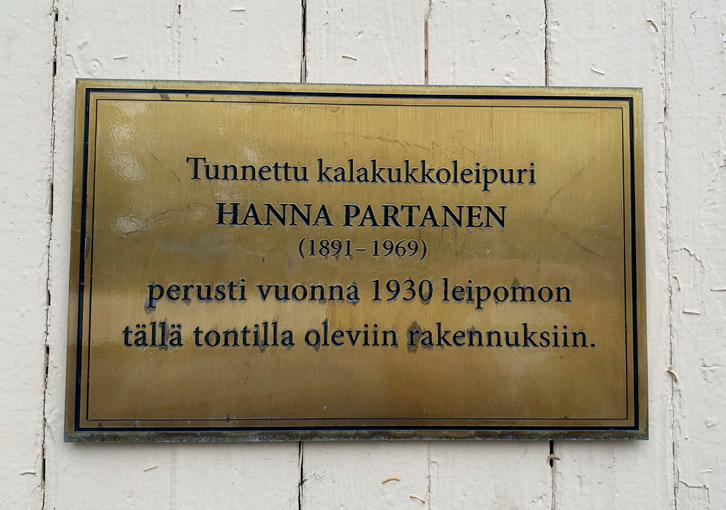 Tunnettu kalakukkoleipuri
HANNA PARTANEN
(1891–1969)
perusti vuonna 1930 leipomon
tällä tontilla oleviin rakennuksiin.